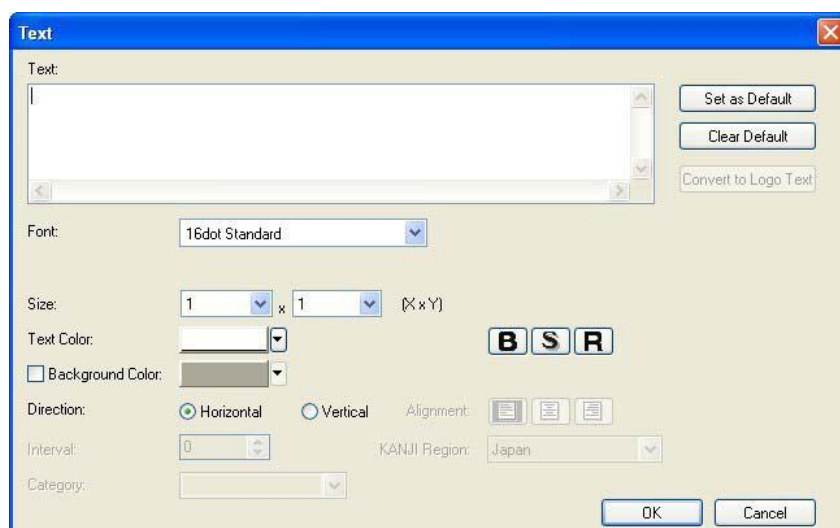 Text
Text:
Set as Default
Clear Default
Convert to Logo Text
Font: 16dot Standard
Size: 1 x 1 (X x Y)
Text Color: B S R
Background Color:
Direction: Horizontal Vertical Alignment:
Interval: 0 KANJI Region: Japan
Category:
OK Cancel